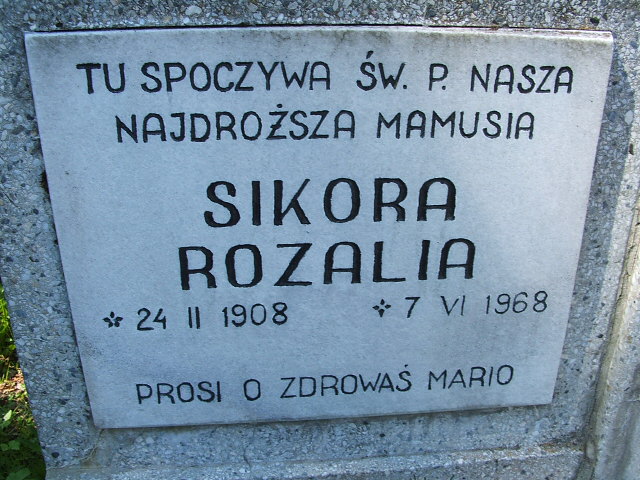 TU SPOCZYWA ŚW. P. NASZA
NAJDROŻSZA MAMUSIA
SIKORA
ROZALIA
24 II 1908 7 VI 1968
PROSI O ZDROWAŚ MARIO